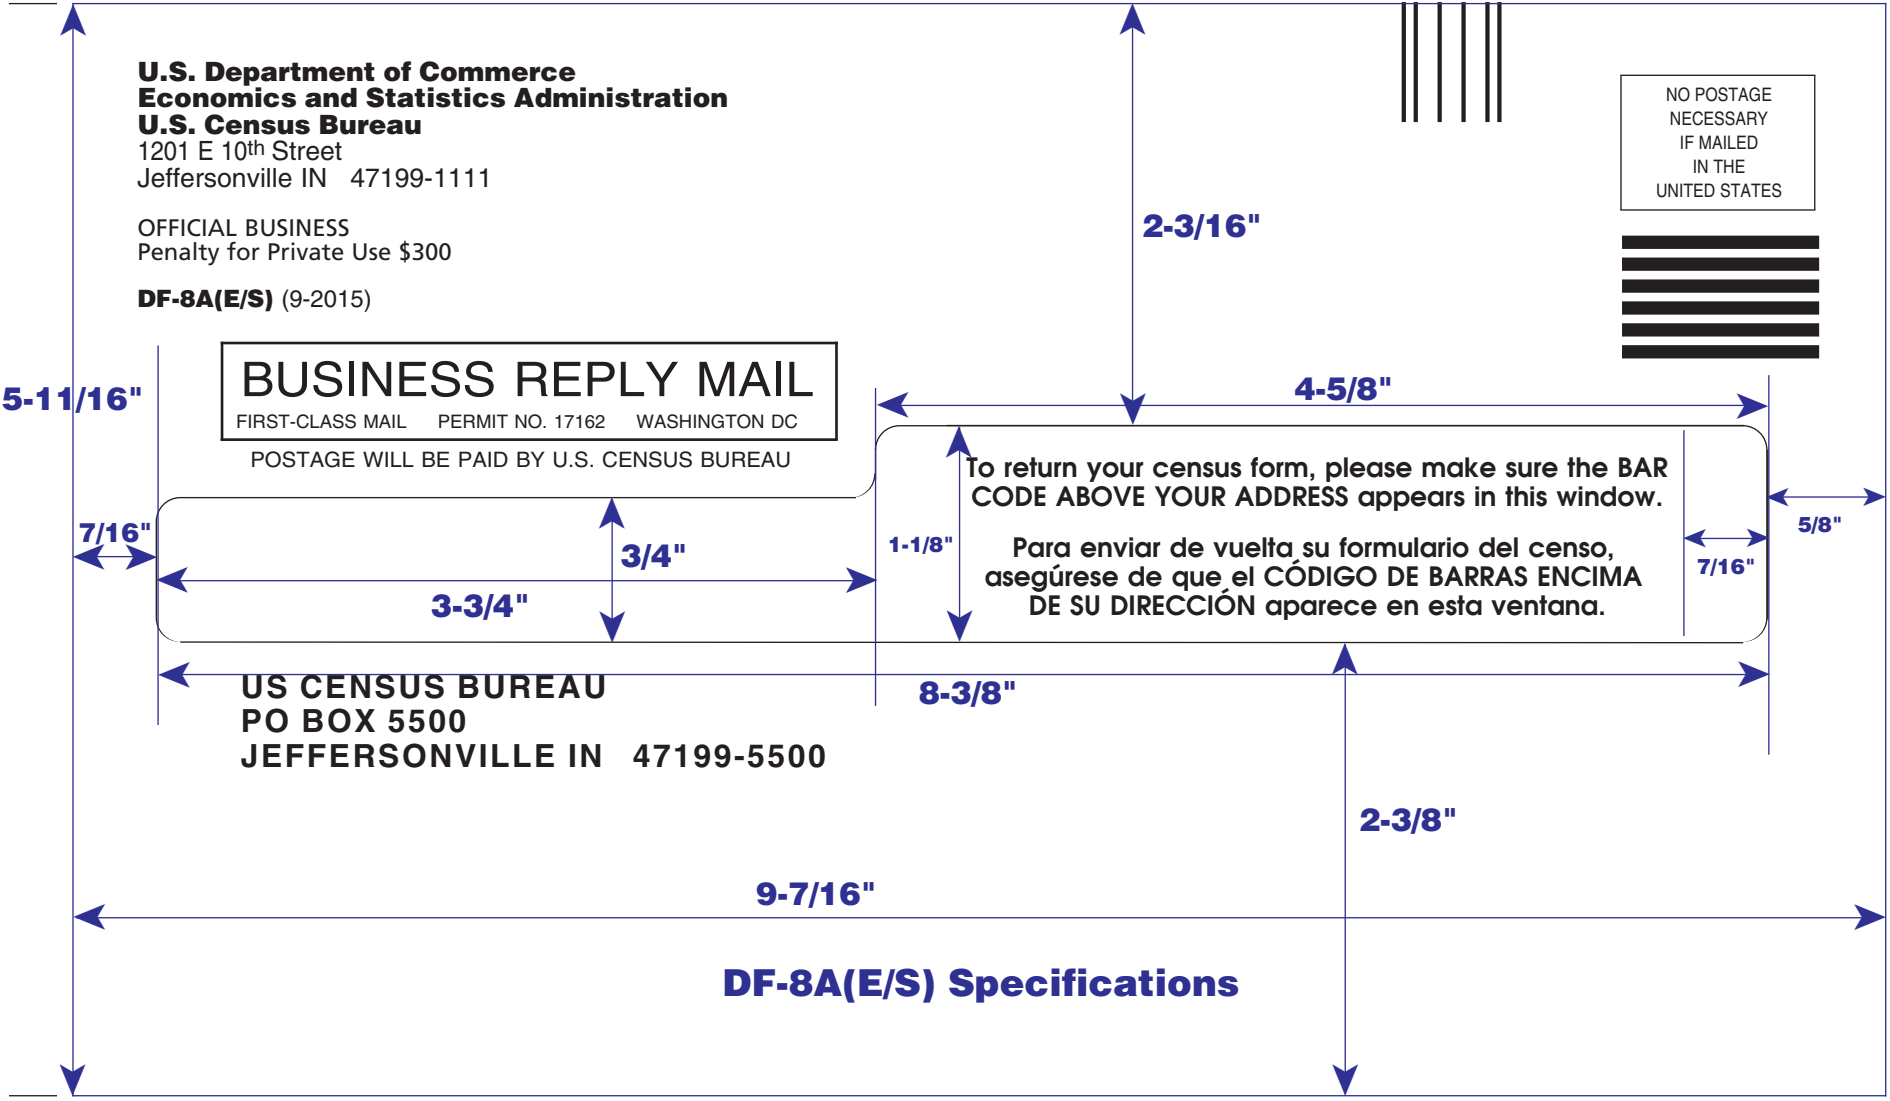 U.S. Department of Commerce
Economics and Statistics Administration
U.S. Census Bureau
1201 E 10th Street
Jeffersonville IN 47199-1111
OFFICIAL BUSINESS
Penalty for Private Use $300
DF-8A(E/S) (9-2015)
NO POSTAGE
NECESSARY
IF MAILED
IN THE
UNITED STATES
2-3/16"
5-11/16"
BUSINESS REPLY MAIL
FIRST-CLASS MAIL PERMIT NO. 17162 WASHINGTON DC
POSTAGE WILL BE PAID BY U.S. CENSUS BUREAU
4-5/8"
To return your census form, please make sure the BAR
CODE ABOVE YOUR ADDRESS appears in this window.
Para enviar de vuelta su formulario del censo,
asegúrese de que el CÓDIGO DE BARRAS ENCIMA
DE SU DIRECCIÓN aparece en esta ventana.
7/16"
3/4"
1-1/8"
5/8"
7/16"
3-3/4"
8-3/8"
US CENSUS BUREAU
PO BOX 5500
JEFFERSONVILLE IN 47199-5500
2-3/8"
9-7/16"
DF-8A(E/S) Specifications